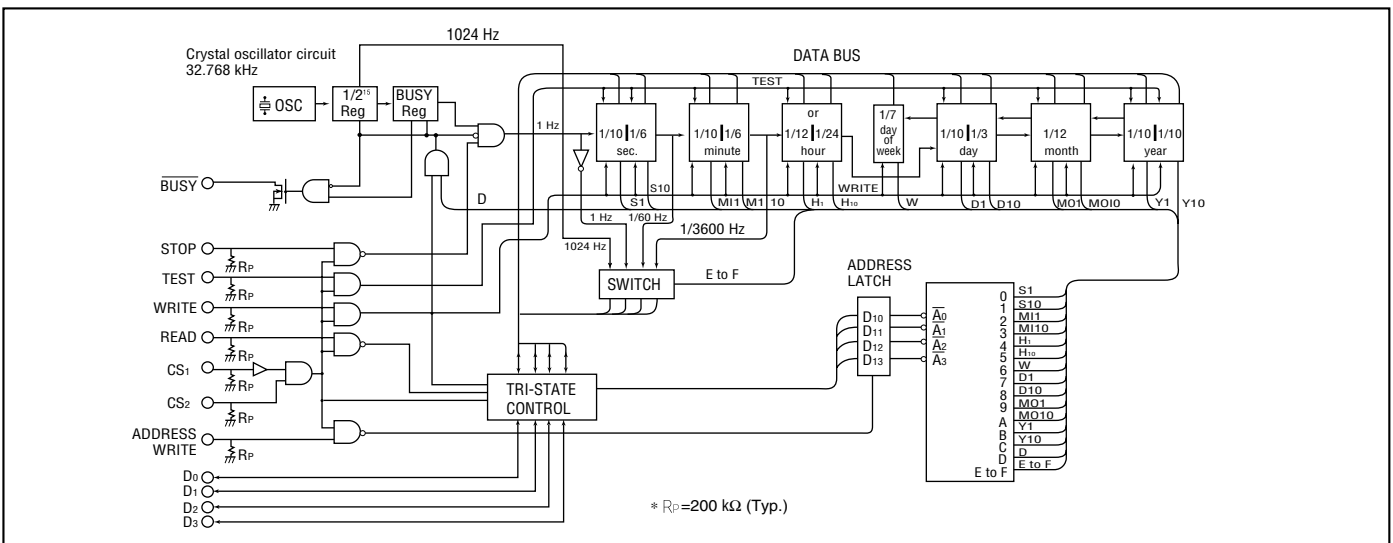 1024 Hz
Crystal oscillator circuit
32.768 kHz
DATA BUS
TEST
OSC
1/2¹⁵
Reg
BUSY
Reg
1 Hz
1/10 1/6
sec.
1/10 1/6
minute
or
1/12 1/24
hour
1/7
day
of
week
1/10 1/3
day
1/12
month
1/10 1/10
year
BUSY
D
S1
S10
MI1
M1 10
H₁
H₁₀
WRITE
W
D1
D10
MO1
MO10
Y1
Y10
1 Hz
1/60 Hz
1/3600 Hz
1024 Hz
STOP
RP
TEST
RP
WRITE
RP
READ
RP
CS₁
RP
CS₂
RP
ADDRESS
WRITE
RP
SWITCH
E to F
ADDRESS
LATCH
D₁₀
D₁₁
D₁₂
D₁₃
A₀
A₁
A₂
A₃
0 S1
1 S10
2 MI1
3 MI10
4 H₁
5 H₁₀
6 W
7 D1
8 D10
9 MO1
A MO10
B Y1
C Y10
D D
E to F E to F
TRI-STATE
CONTROL
D₀
D₁
D₂
D₃
* RP=200 kΩ (Typ.)